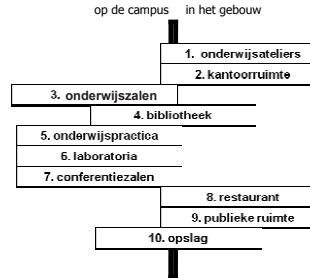 op de campus in het gebouw
1. onderwijsateliers
2. kantoorruimte
3. onderwijszalen
4. bibliotheek
5. onderwijspractica
6. laboratoria
7. conferentiezalen
8. restaurant
9. publieke ruimte
10. opslag